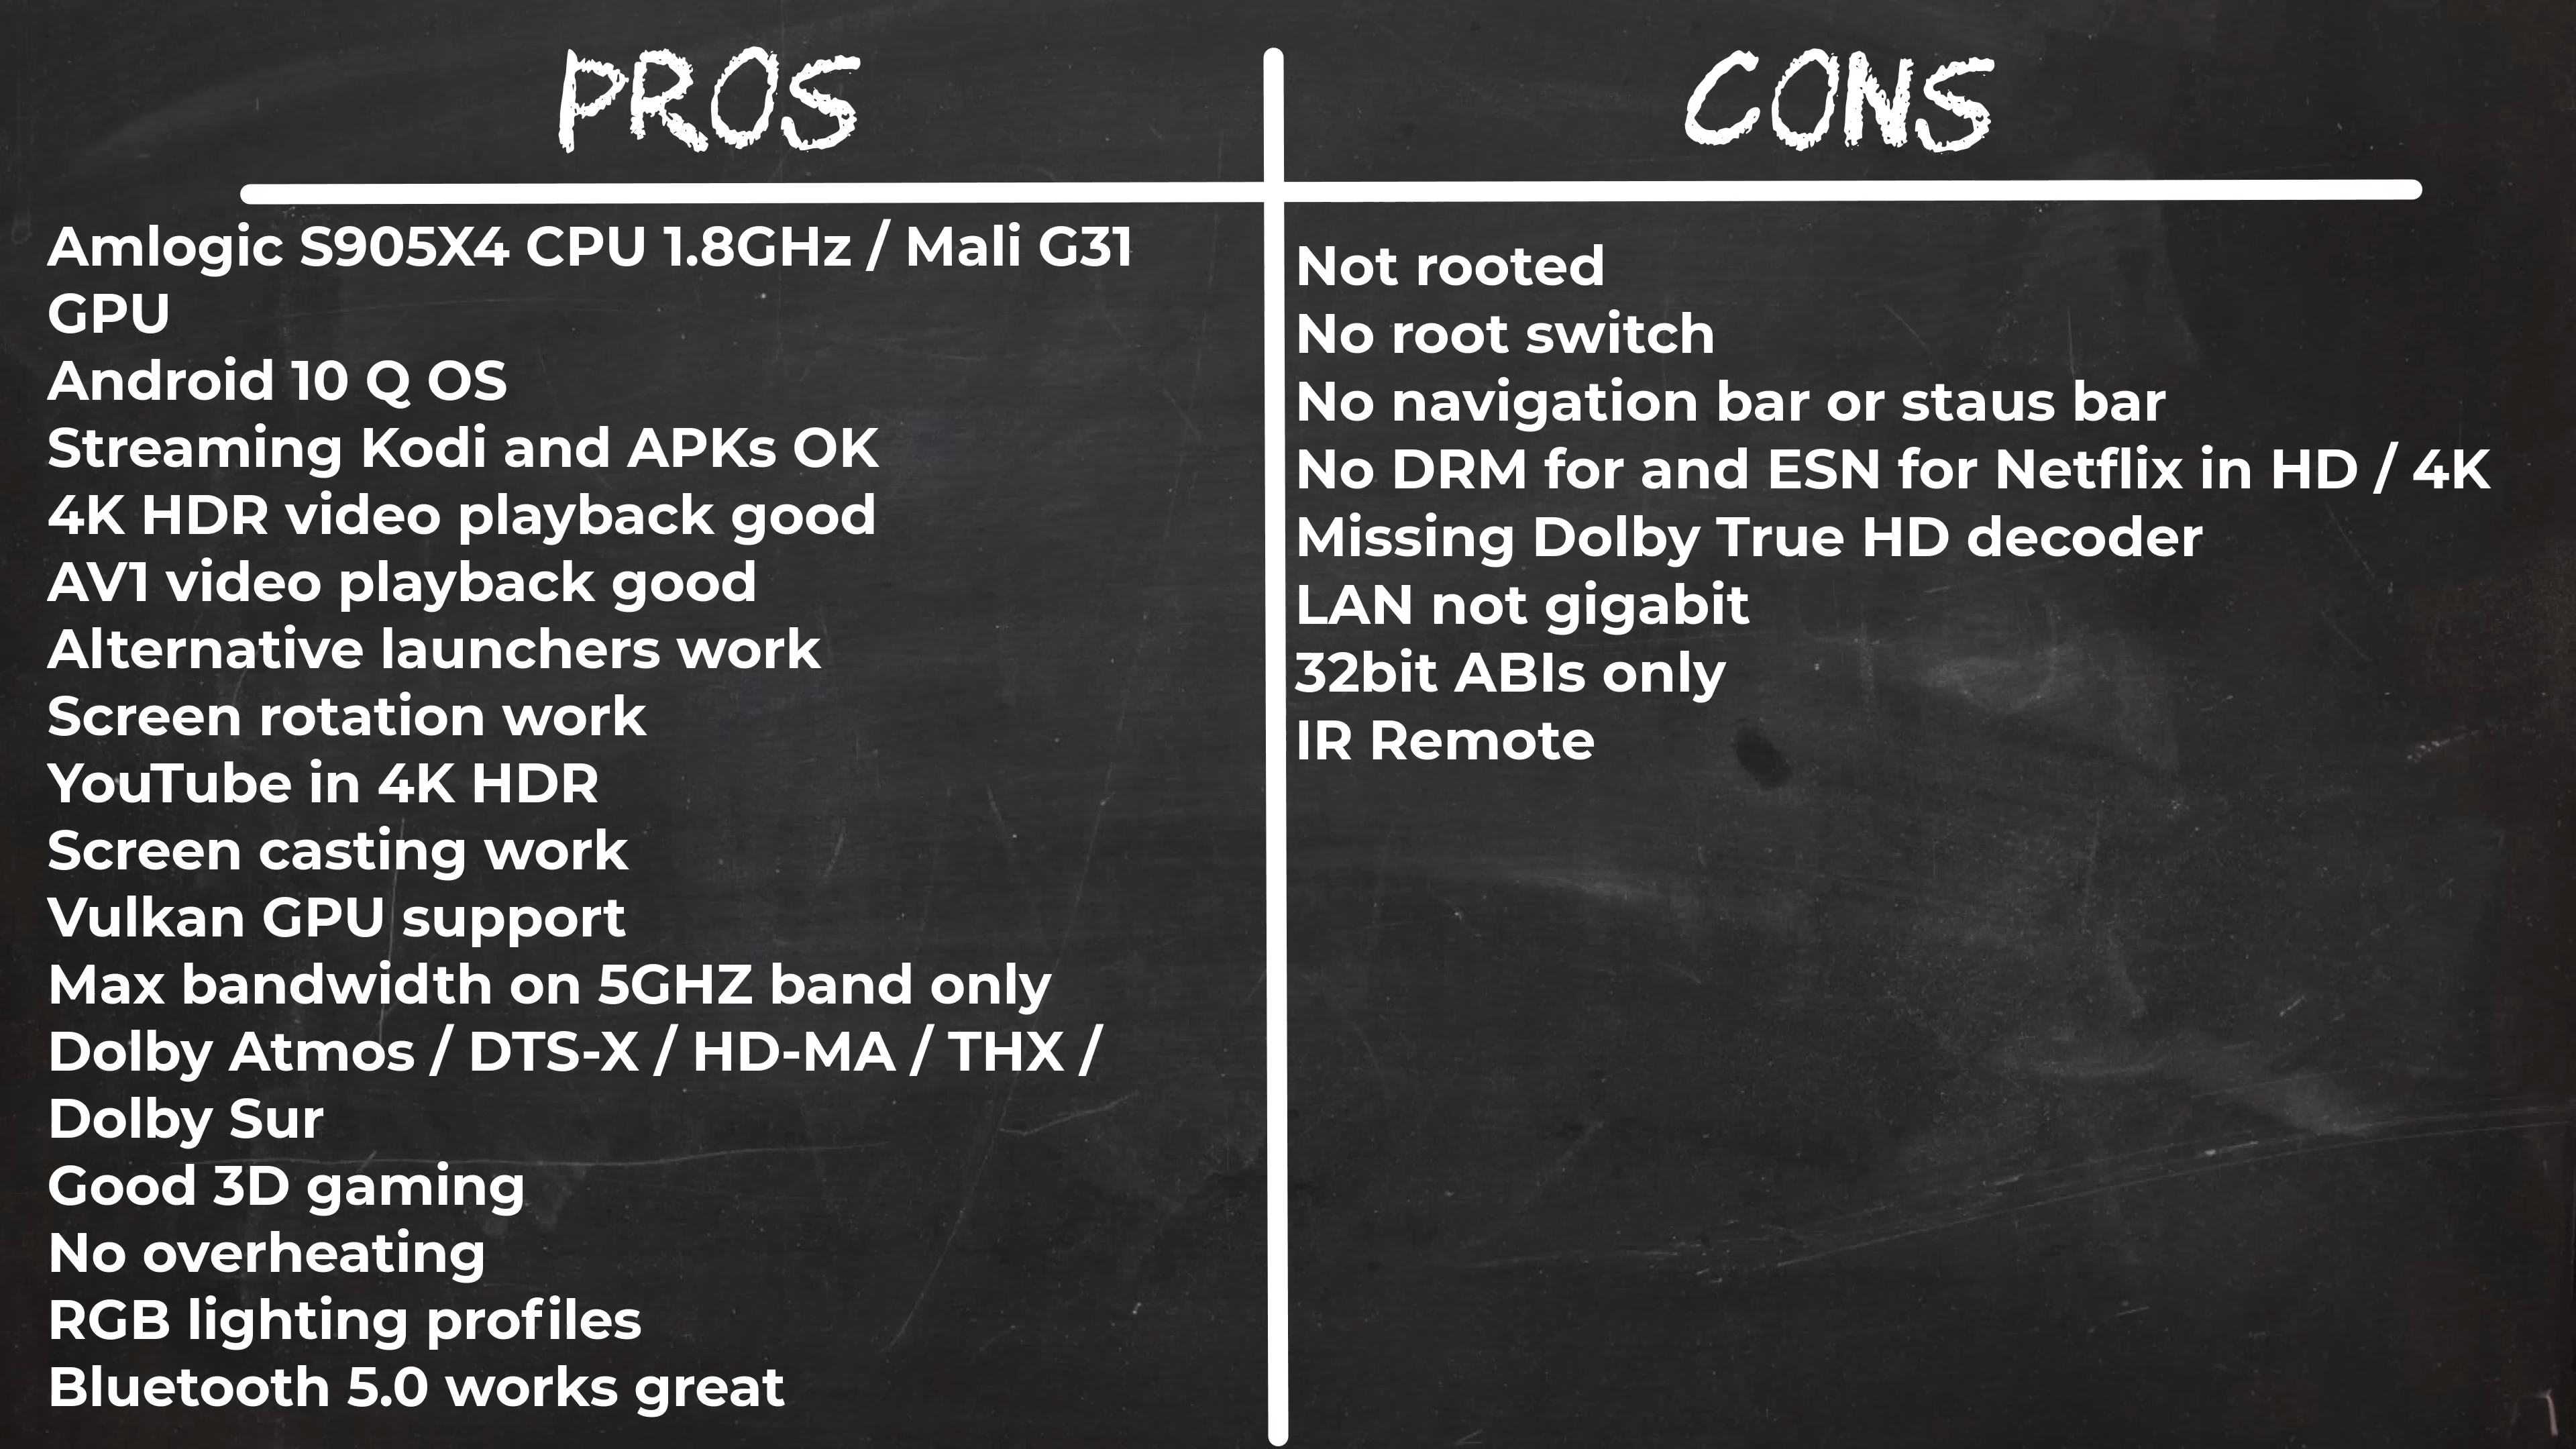 PROS
Amlogic S905X4 CPU 1.8GHz / Mali G31
GPU
Android 10 Q OS
Streaming Kodi and APKs OK
4K HDR video playback good
AV1 video playback good
Alternative launchers work
Screen rotation work
YouTube in 4K HDR
Screen casting work
Vulkan GPU support
Max bandwidth on 5GHZ band only
Dolby Atmos / DTS-X / HD-MA / THX /
Dolby Sur
Good 3D gaming
No overheating
RGB lighting profiles
Bluetooth 5.0 works great
CONS
Not rooted
No root switch
No navigation bar or staus bar
No DRM for and ESN for Netflix in HD / 4K
Missing Dolby True HD decoder
LAN not gigabit
32bit ABIs only
IR Remote